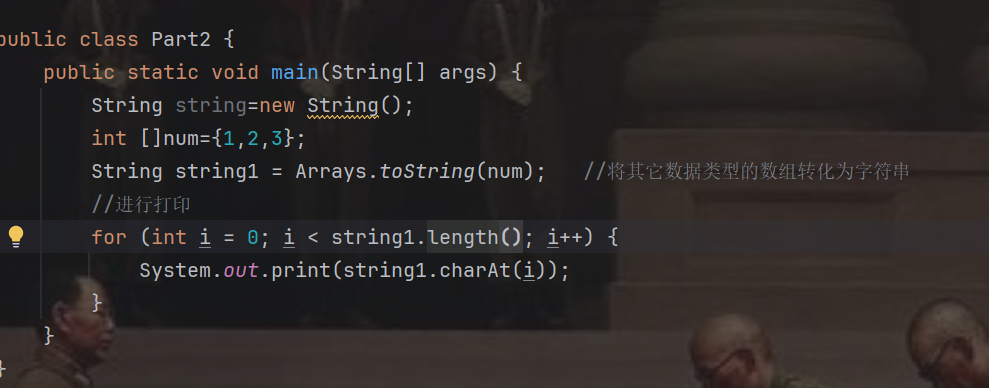 public class Part2 {
public static void main(String[] args) {
String string=new String();
int []num={1,2,3};
String string1 = Arrays.toString(num);   //将其它数据类型的数组转化为字符串
//进行打印
for (int i = 0; i < string1.length(); i++) {
System.out.print(string1.charAt(i));
}
}
}